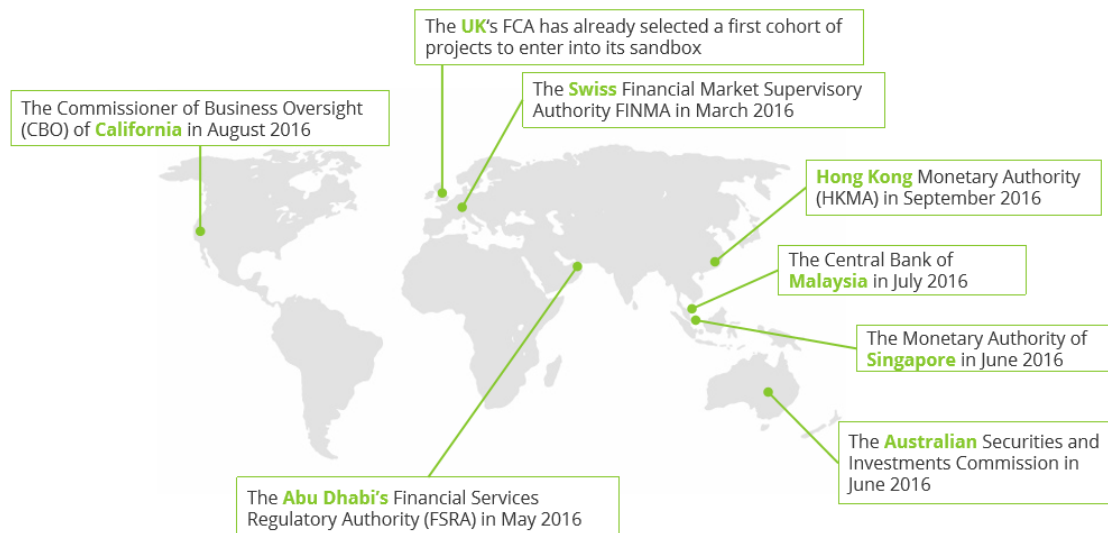 The UK's FCA has already selected a first cohort of
projects to enter into its sandbox
The Swiss Financial Market Supervisory
Authority FINMA in March 2016
The Commissioner of Business Oversight
(CBO) of California in August 2016
Hong Kong Monetary Authority
(HKMA) in September 2016
The Central Bank of
Malaysia in July 2016
The Monetary Authority of
Singapore in June 2016
The Australian Securities and
Investments Commission in
June 2016
The Abu Dhabi's Financial Services
Regulatory Authority (FSRA) in May 2016